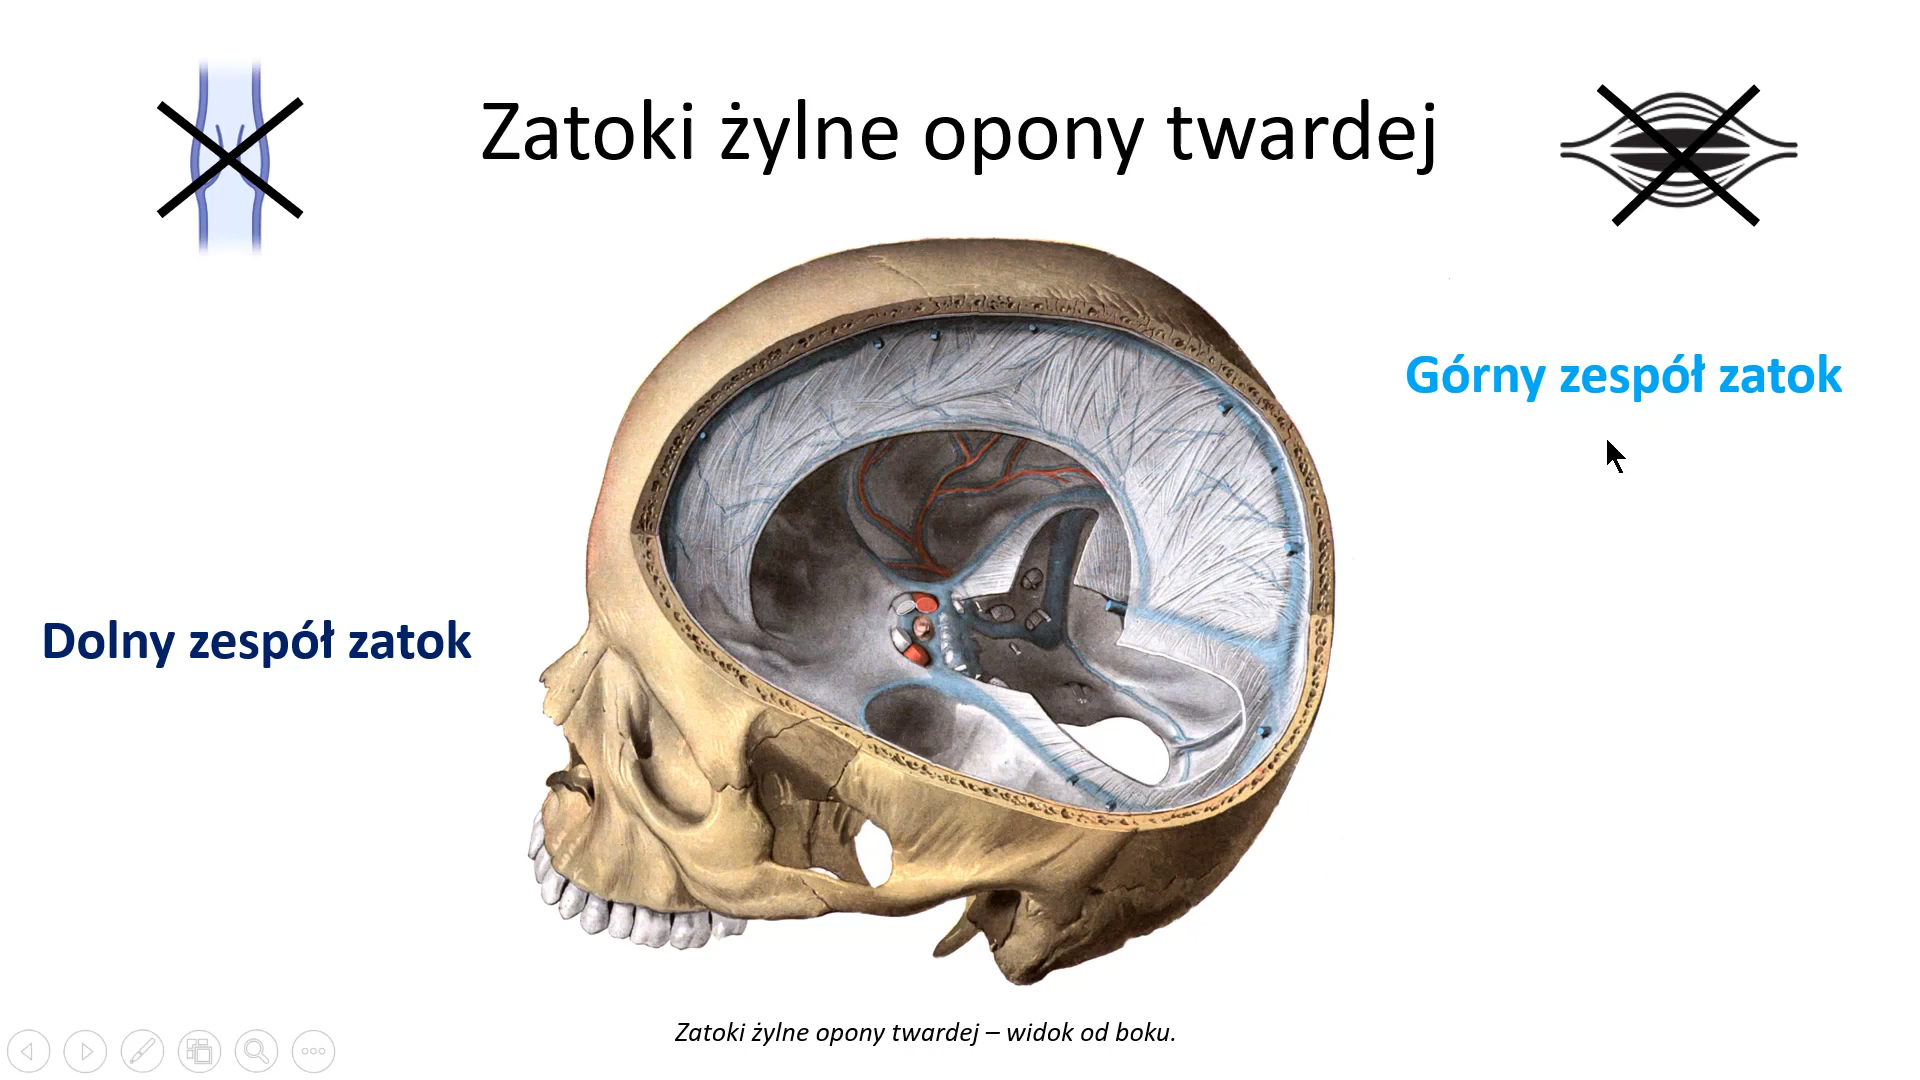 Zatoki żylne opony twardej
Górny zespół zatok
Dolny zespół zatok
Zatoki żylne opony twardej – widok od boku.